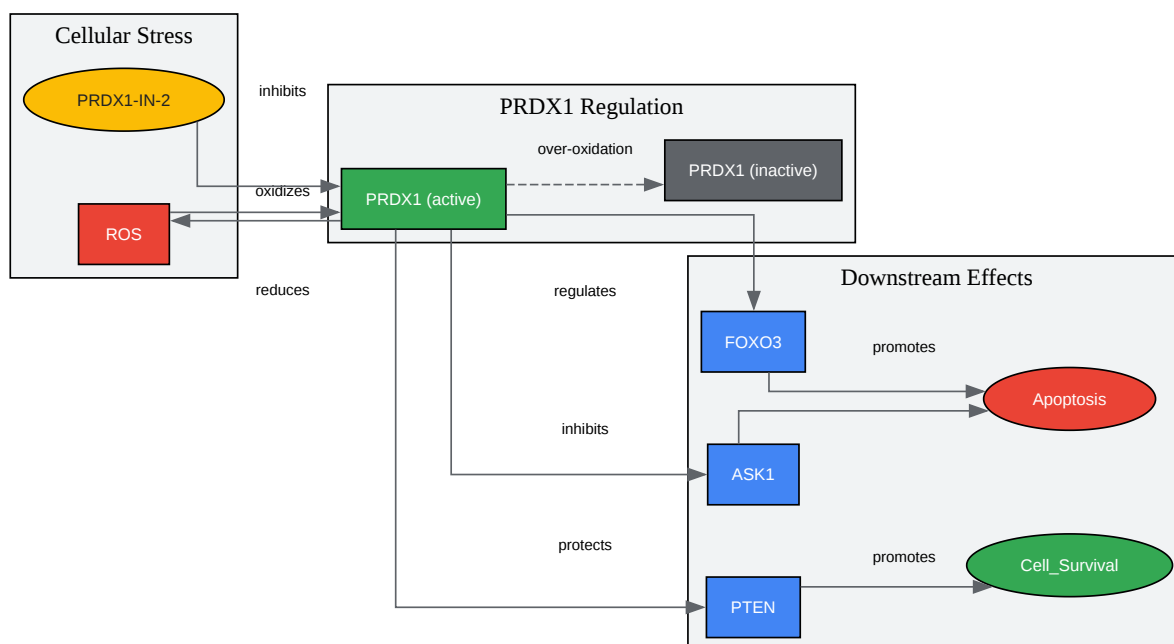 Cellular Stress
PRDX1-IN-2
inhibits
PRDX1 Regulation
over-oxidation
PRDX1 (inactive)
oxidizes
PRDX1 (active)
ROS
reduces
regulates
Downstream Effects
FOXO3
promotes
Apoptosis
inhibits
ASK1
protects
promotes
Cell_Survival
PTEN